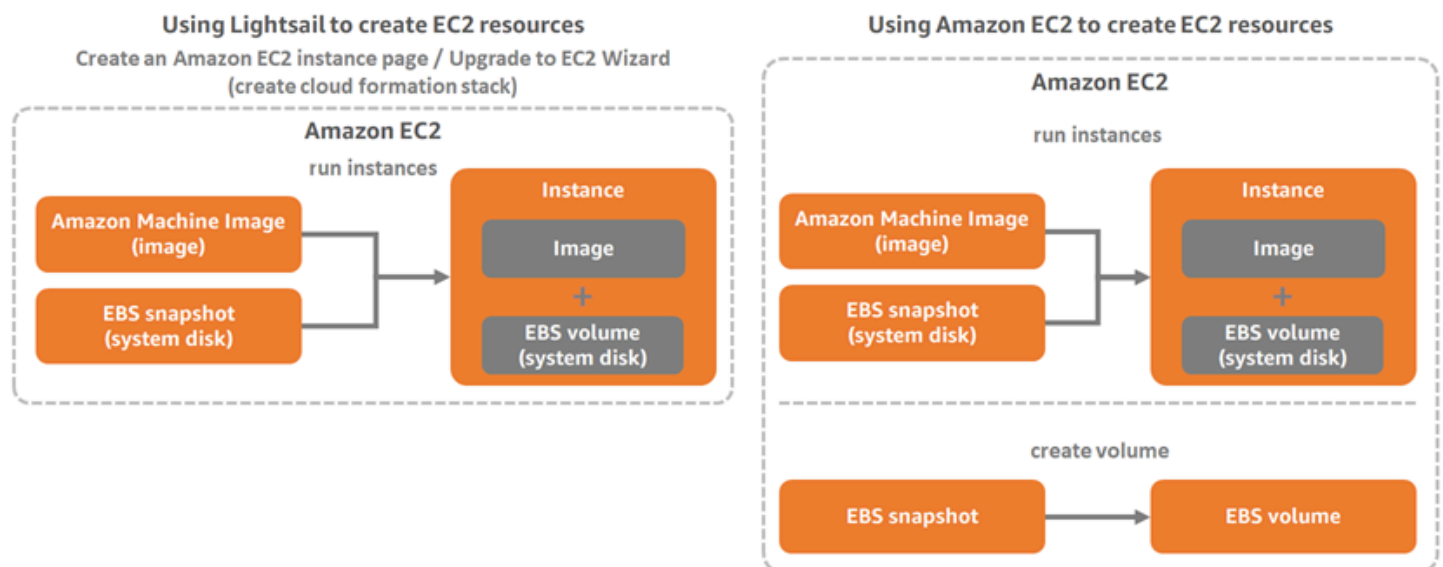 Using Lightsail to create EC2 resources
Create an Amazon EC2 instance page / Upgrade to EC2 Wizard
(create cloud formation stack)
Amazon EC2
run instances
Amazon Machine Image
(image)
EBS snapshot
(system disk)
Instance
Image
+
EBS volume
(system disk)
Using Amazon EC2 to create EC2 resources
Amazon EC2
run instances
Amazon Machine Image
(image)
EBS snapshot
(system disk)
Instance
Image
+
EBS volume
(system disk)
create volume
EBS snapshot
EBS volume